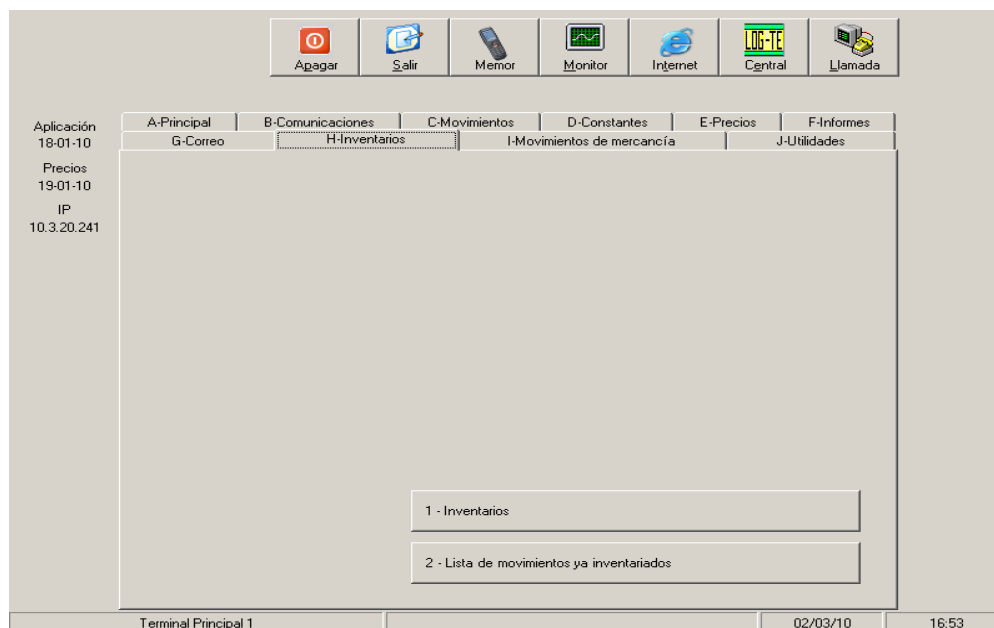 Apagar
Salir
Memor
Monitor
Internet
LOG-TE
Central
Llamada
Aplicación
18-01-10
Precios
19-01-10
IP
10.3.20.241
A-Principal
B-Comunicaciones
C-Movimientos
D-Constantes
E-Precios
F-Informes
G-Correo
H-Inventarios
I-Movimientos de mercancía
J-Utilidades
1 - Inventarios
2 - Lista de movimientos ya inventariados
Terminal Principal 1
02/03/10
16:53